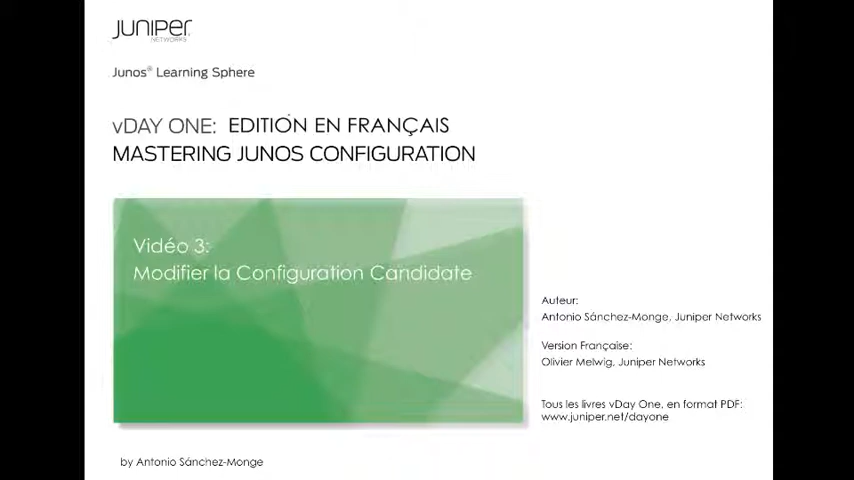 JUNIPER
NETWORKS
Junos® Learning Sphere
vDAY ONE: EDITION EN FRANÇAIS
MASTERING JUNOS CONFIGURATION
Vidéo 3:
Modifier la Configuration Candidate
Auteur:
Antonio Sánchez-Monge, Juniper Networks
Version Française:
Olivier Melwig, Juniper Networks
Tous les livres vDay One, en format PDF:
www.juniper.net/dayone
by Antonio Sánchez-Monge